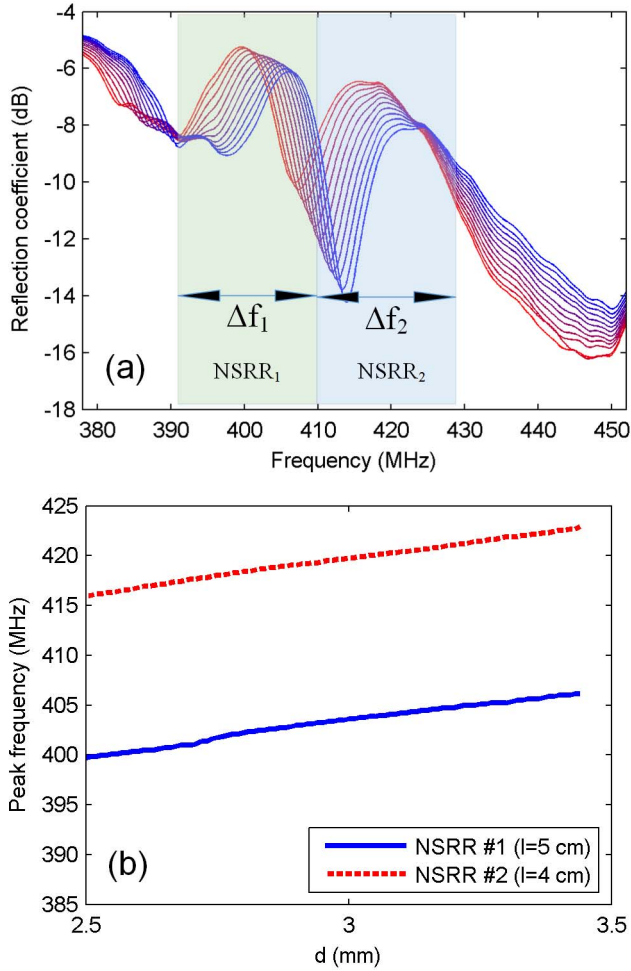 -4
-6
-8
-10
-12
-14
-16
-18
Reflection coefficient (dB)
Δf₁
Δf₂
NSRR₁
NSRR₂
(a)
380 390 400 410 420 430 440 450
Frequency (MHz)
425
420
415
410
405
400
395
390
385
Peak frequency (MHz)
(b)
NSRR #1 (l=5 cm)
NSRR #2 (l=4 cm)
2.5 3 3.5
d (mm)